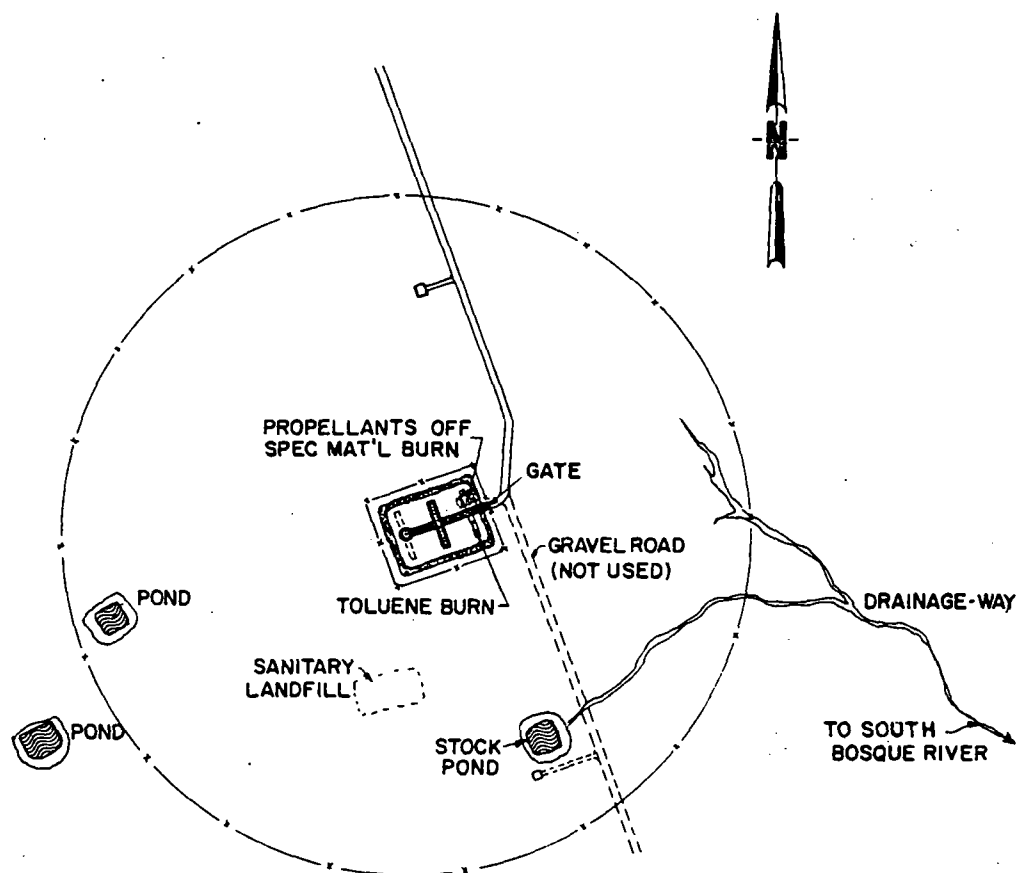 N
PROPELLANTS OFF
SPEC MAT'L BURN
GATE
GRAVEL ROAD
(NOT USED)
TOLUENE BURN
POND
DRAINAGE-WAY
SANITARY
LANDFILL
POND
STOCK
POND
TO SOUTH
BOSQUE RIVER